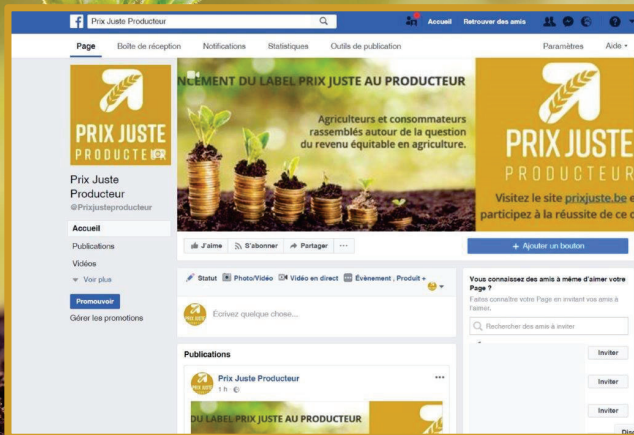 Prix Juste Producteur
Accueil
Retrouver des amis
Page
Boîte de réception
Notifications
Statistiques
Outils de publication
Paramètres
Aide
PRIX JUSTE
PRODUCTEUR
Prix Juste
Producteur
@Prixjusteproducteur
Accueil
Publications
Vidéos
Voir plus
Promouvoir
Gérer les promotions
NCEMENT DU LABEL PRIX JUSTE AU PRODUCTEUR
Agriculteurs et consommateurs
rassemblés autour de la question
du revenu équitable en agriculture.
PRIX JUSTE
PRODUCTEUR
Visitez le site prixjuste.be e
participez à la réussite de ce c
J'aime
S'abonner
Partager
+ Ajouter un bouton
Statut
Photo/Vidéo
Vidéo en direct
Évènement , Produit +
Écrivez quelque chose...
Publications
Prix Juste Producteur
1 h
DU LABEL PRIX JUSTE AU PRODUCTEUR
Vous connaissez des amis à même d'aimer votre
Page ?
Faites connaître votre Page en invitant vos amis à
l'aimer.
Rechercher des amis à inviter
Inviter
Inviter
Inviter